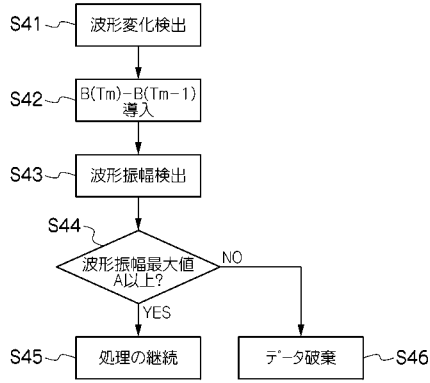 S41
波形変化検出
S42
B(Tm)-B(Tm-1)
導入
S43
波形振幅検出
S44
波形振幅最大値
A以上?
NO
YES
S45
処理の継続
データ破棄
S46